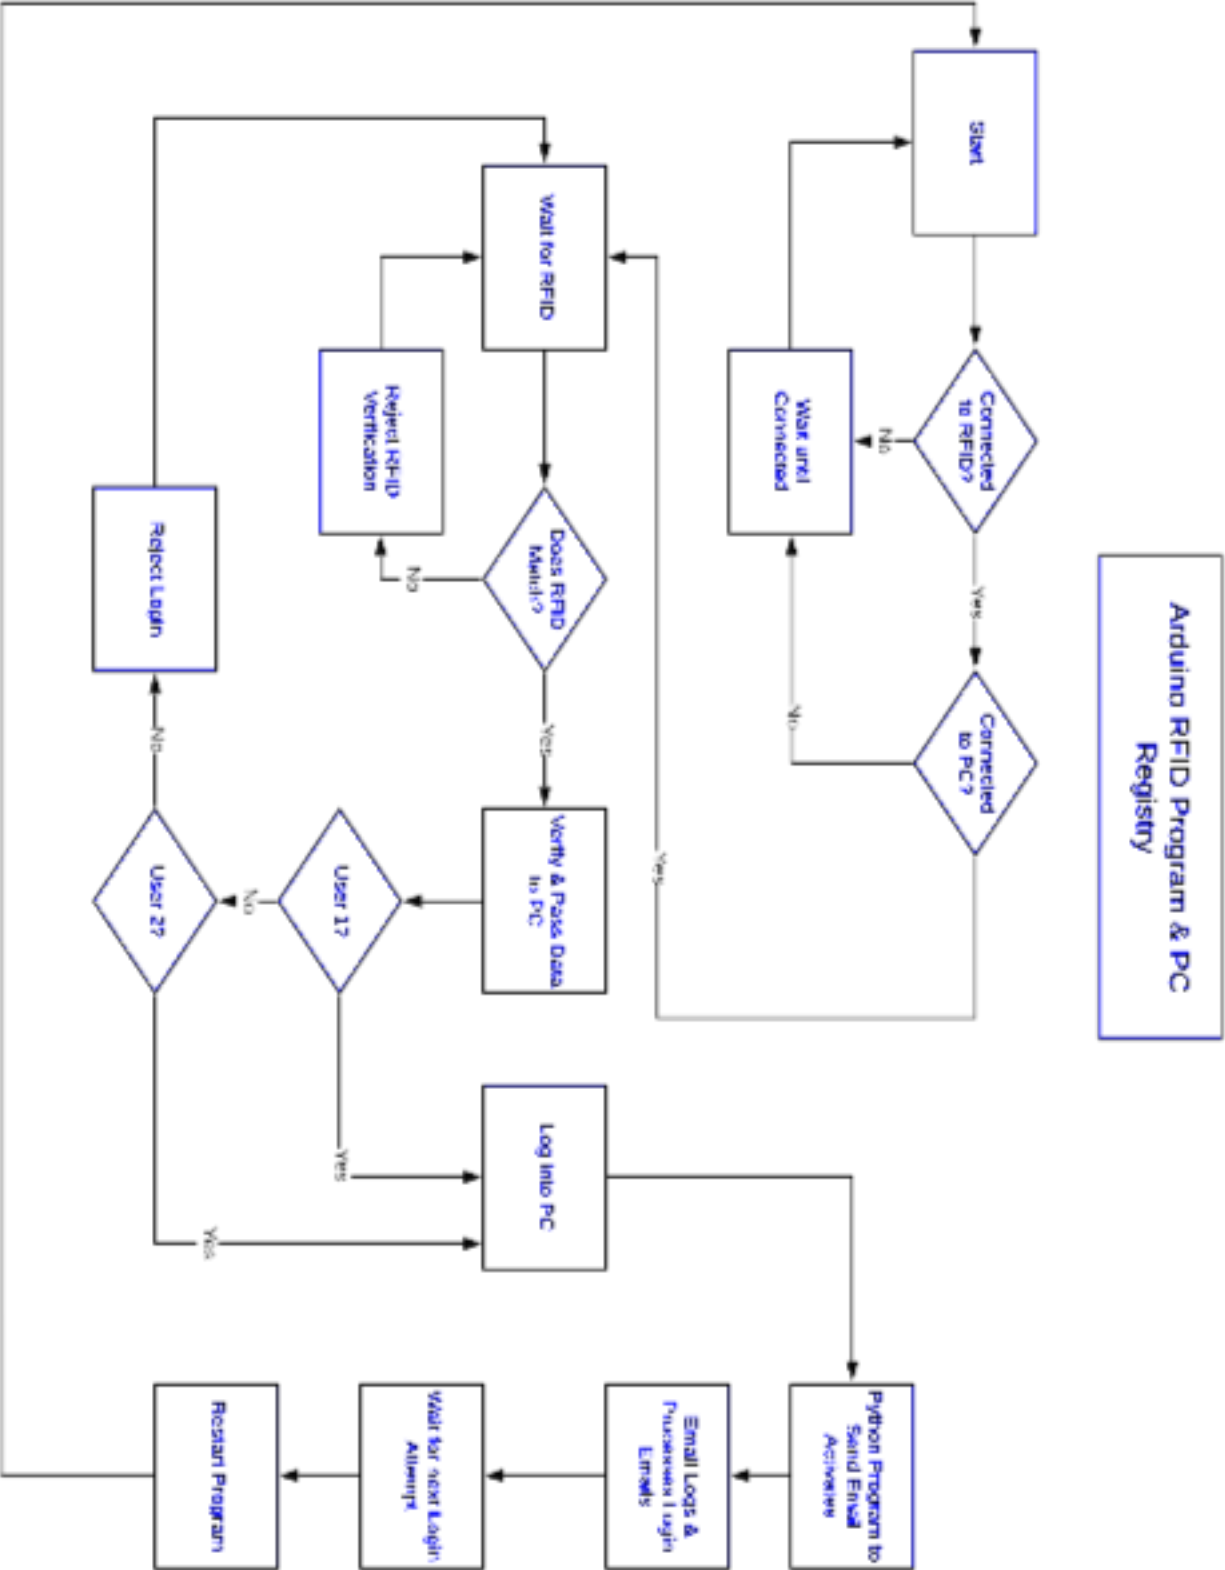 Arduino RFID Program & PC
Registry
Start
Connected
to RFID?
Yes
Connected
to PC?
No
Wait until
Connected
No
Yes
Wait for RFID
Does RFID
Match?
Yes
Verify & Pass Data
to PC
Log into PC
Python Program to
Send Email
Activates
No
Reject RFID
Verification
User 1?
Yes
Email Logs &
Processes Login
Emails
No
User 2?
Yes
Wait for next Login
Attempt
No
Reject Login
Restart Program